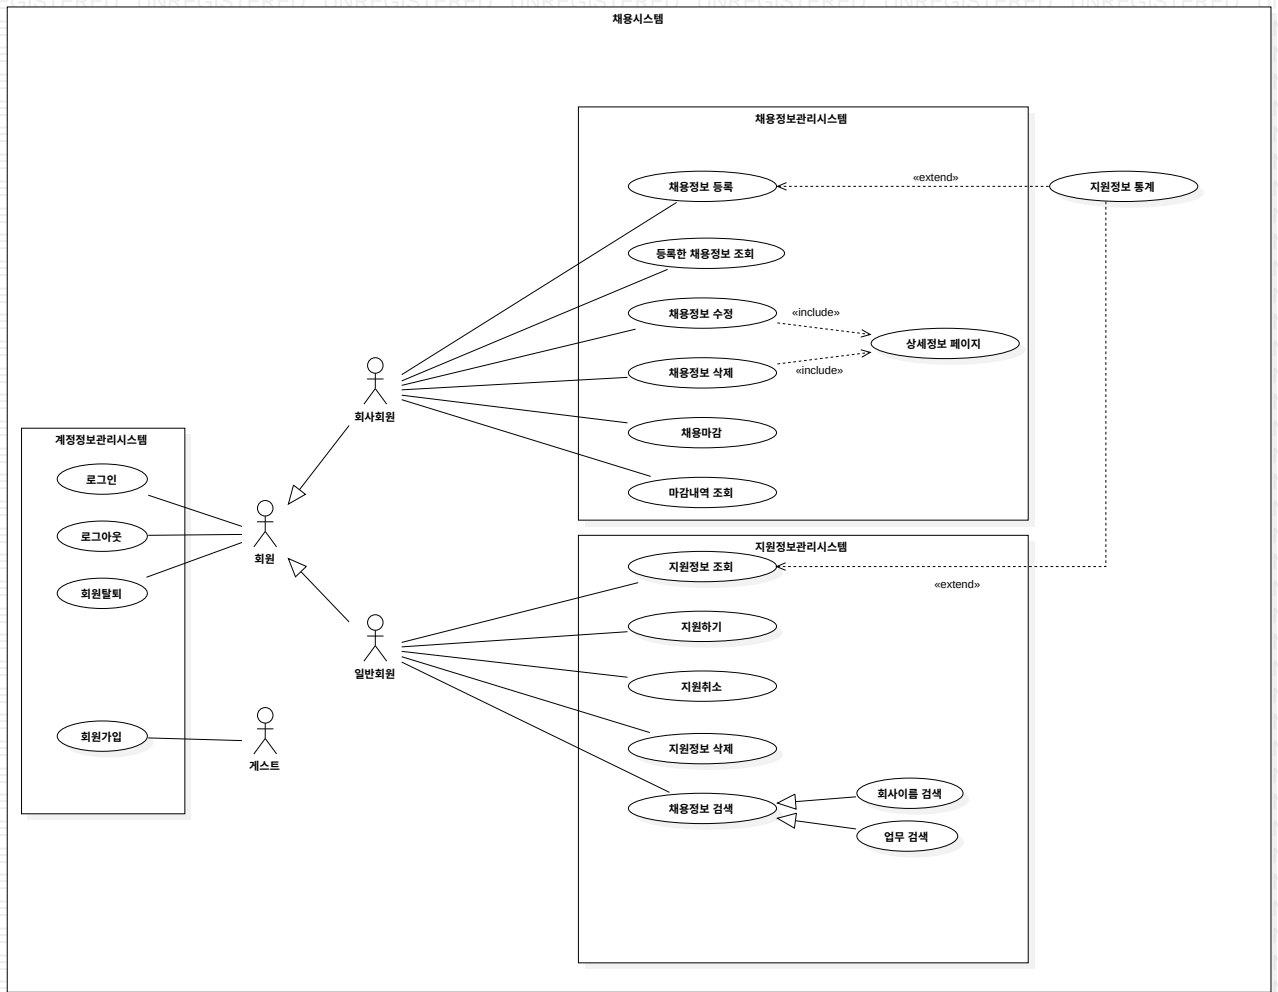 UNREGISTERED UNREGISTERED UNREGISTERED UNREGISTERED UNREGISTERED
채용시스템
채용정보관리시스템
채용정보 등록
«extend»
지원정보 통계
등록한 채용정보 조회
채용정보 수정
«include»
상세정보 페이지
채용정보 삭제
«include»
회사회원
채용마감
계정정보관리시스템
로그인
마감내역 조회
로그아웃
회원
회원탈퇴
지원정보관리시스템
지원정보 조회
«extend»
지원하기
일반회원
지원취소
회원가입
게스트
지원정보 삭제
채용정보 검색
회사이름 검색
업무 검색